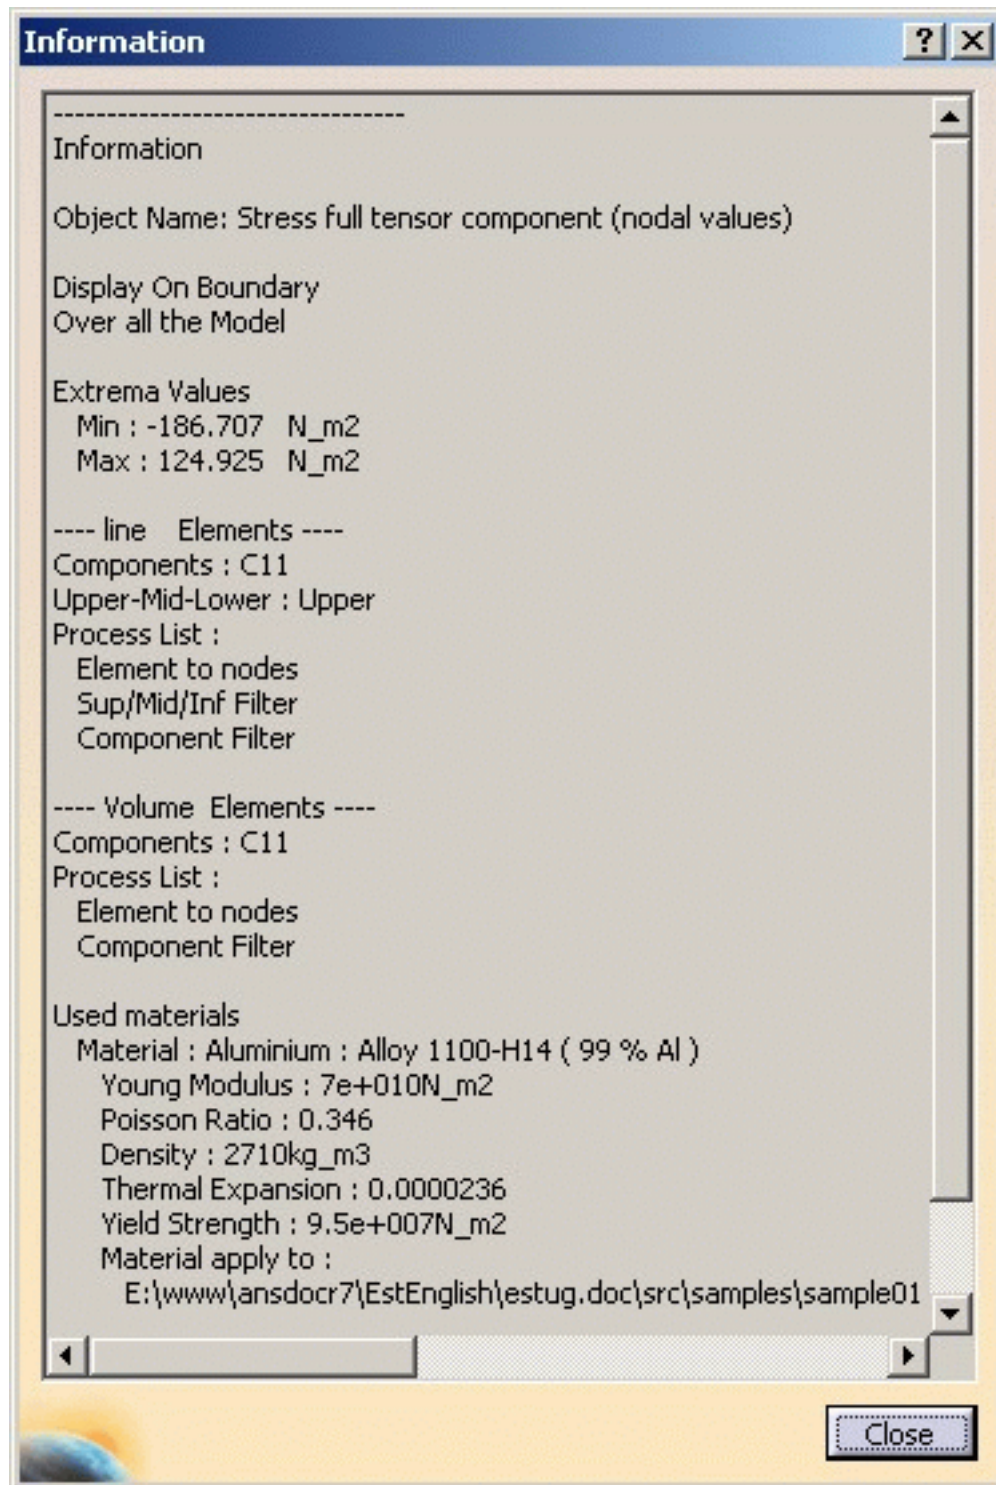 Information
--------------------------------
Information
Object Name: Stress full tensor component (nodal values)
Display On Boundary
Over all the Model
Extrema Values
Min : -186.707 N_m2
Max : 124.925 N_m2
---- line Elements ----
Components : C11
Upper-Mid-Lower : Upper
Process List :
Element to nodes
Sup/Mid/Inf Filter
Component Filter
---- Volume Elements ----
Components : C11
Process List :
Element to nodes
Component Filter
Used materials
Material : Aluminium : Alloy 1100-H14 ( 99 % Al )
Young Modulus : 7e+010N_m2
Poisson Ratio : 0.346
Density : 2710kg_m3
Thermal Expansion : 0.0000236
Yield Strength : 9.5e+007N_m2
Material apply to :
E:\www\ansdocr7\EstEnglish\estug.doc\src\samples\sample01
Close